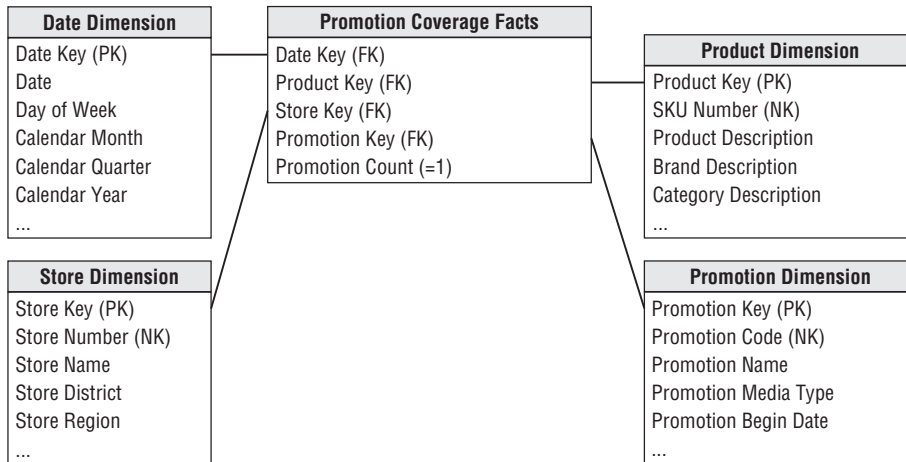 Date Dimension
Date Key (PK)
Date
Day of Week
Calendar Month
Calendar Quarter
Calendar Year
...
Promotion Coverage Facts
Date Key (FK)
Product Key (FK)
Store Key (FK)
Promotion Key (FK)
Promotion Count (=1)
Product Dimension
Product Key (PK)
SKU Number (NK)
Product Description
Brand Description
Category Description
...
Store Dimension
Store Key (PK)
Store Number (NK)
Store Name
Store District
Store Region
...
Promotion Dimension
Promotion Key (PK)
Promotion Code (NK)
Promotion Name
Promotion Media Type
Promotion Begin Date
...